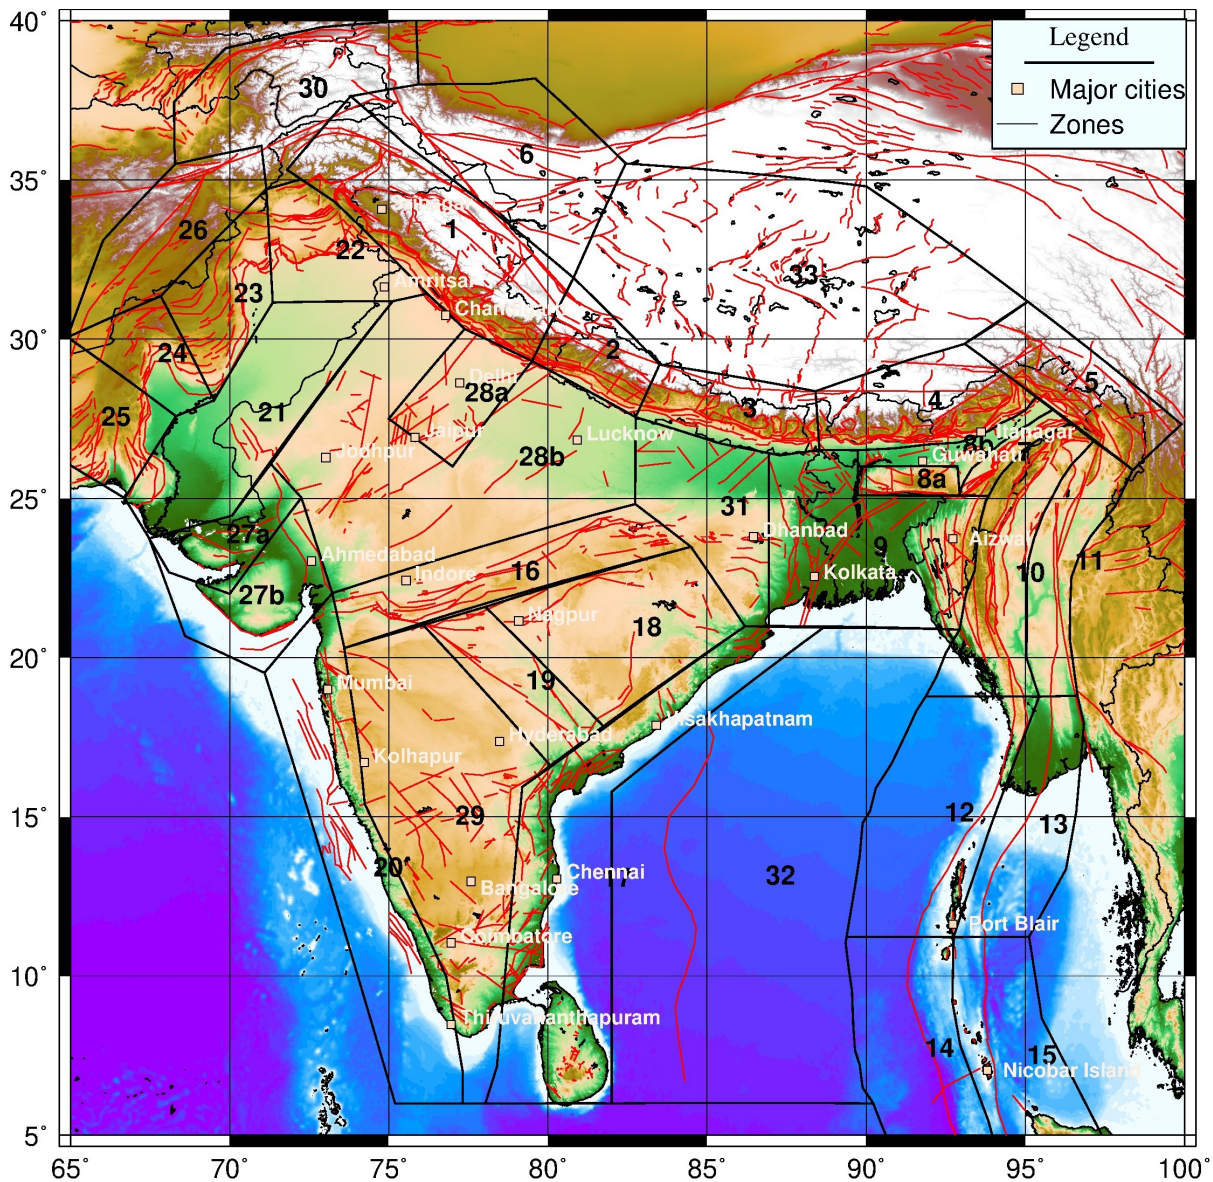 40°
Legend
Major cities
Zones
30
6
35°
Srinagar
1
26
22
33
Amritsar
23
Chandigarh
30°
2
24
Delhi
5
28a
3
4
25
21
Jaipur
Lucknow
Itanagar
8b
7
Jodhpur
28b
Guwahati
8a
25°
31
27a
Dhanbad
Aizwal
9
Ahmedabad
11
Indore
16
Kolkata
10
27b
Nagpur
18
20°
Mumbai
19
Visakhapatnam
Hyderabad
Kolhapur
15°
29
12
13
20
Chennai
17
32
Bangalore
Port Blair
Coimbatore
10°
Thiruvananthapuram
14
15
Nicobar Island
5°
65°
70°
75°
80°
85°
90°
95°
100°